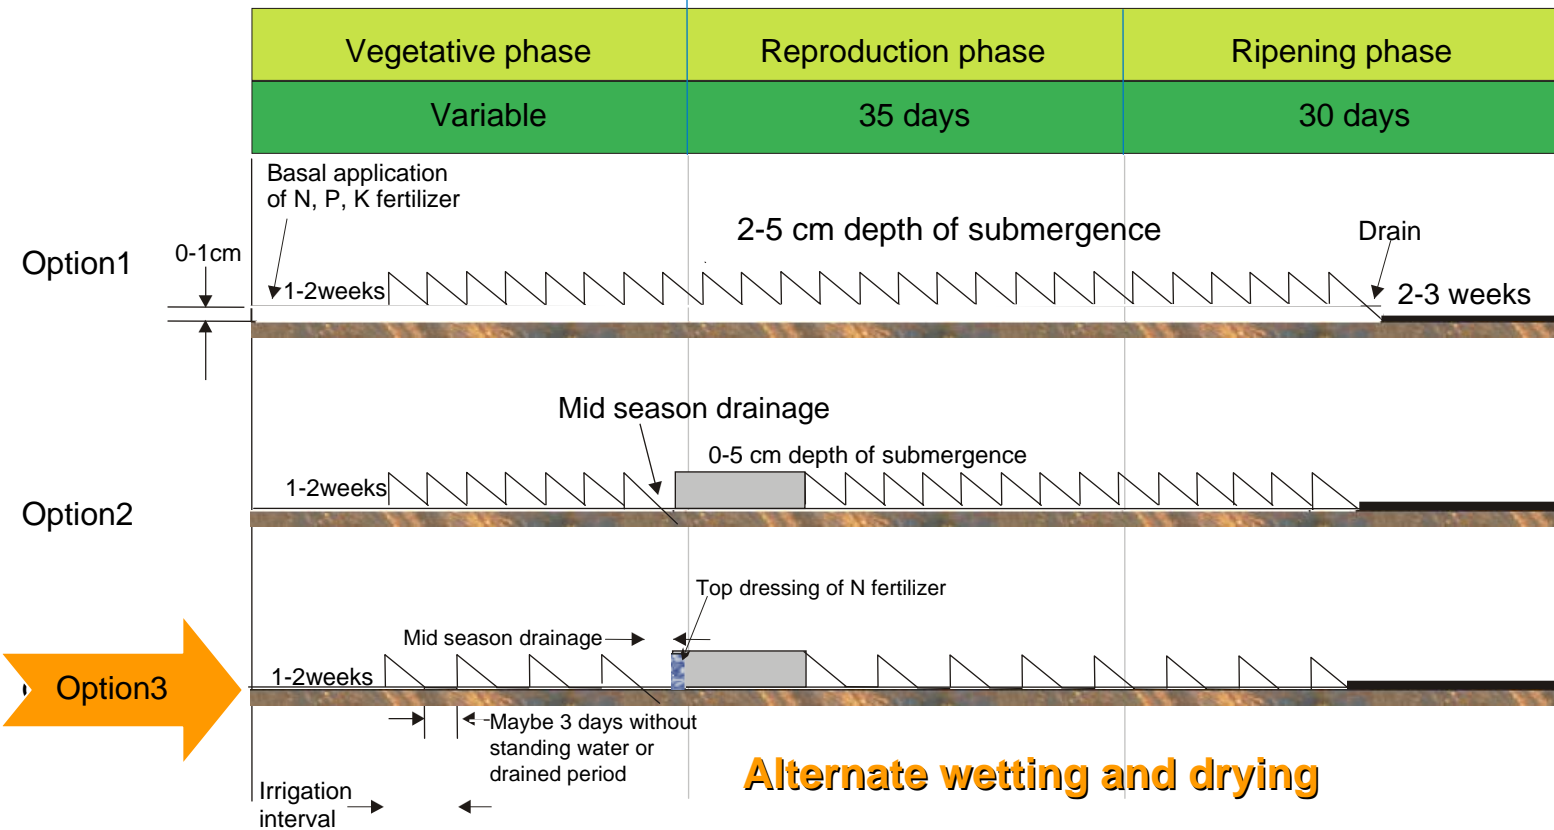 Vegetative phase
Reproduction phase
Ripening phase
Variable
35 days
30 days
Basal application
of N, P, K fertilizer
2-5 cm depth of submergence
Drain
Option1
0-1cm
1-2weeks
2-3 weeks
Mid season drainage
0-5 cm depth of submergence
1-2weeks
Option2
Top dressing of N fertilizer
Mid season drainage
1-2weeks
Option3
Maybe 3 days without
standing water or
drained period
Alternate wetting and drying
Irrigation
interval